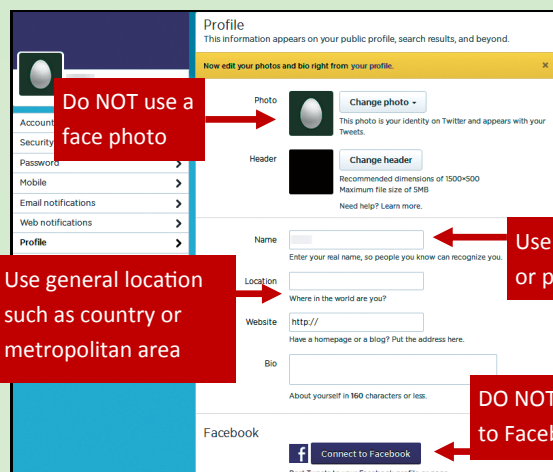 Profile
This information appears on your public profile, search results, and beyond.
Now edit your photos and bio right from your profile. ×
Do NOT use a
face photo
Account
Security
Password
Mobile
Email notifications
Web notifications
Profile
Photo
Change photo
This photo is your identity on Twitter and appears with your
Tweets.
Header
Change header
Recommended dimensions of 1500×500
Maximum file size of 5MB
Need help? Learn more.
Name
Enter your real name, so people you know can recognize you.
Use
or p
Use general location
such as country or
metropolitan area
Location
Where in the world are you?
Website
http://
Have a homepage or a blog? Put the address here.
Bio
About yourself in 160 characters or less.
DO NOT
to Faceb
Facebook
f Connect to Facebook